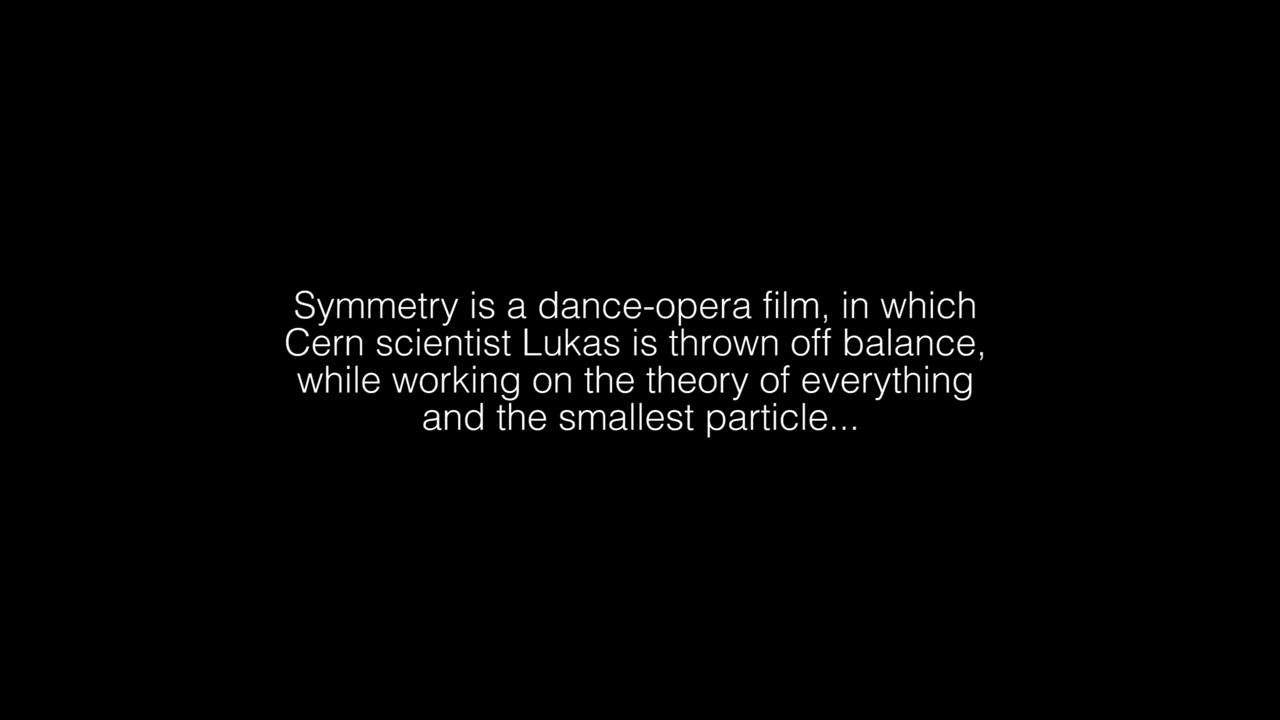 Symmetry is a dance-opera film, in which
Cern scientist Lukas is thrown off balance,
while working on the theory of everything
and the smallest particle...